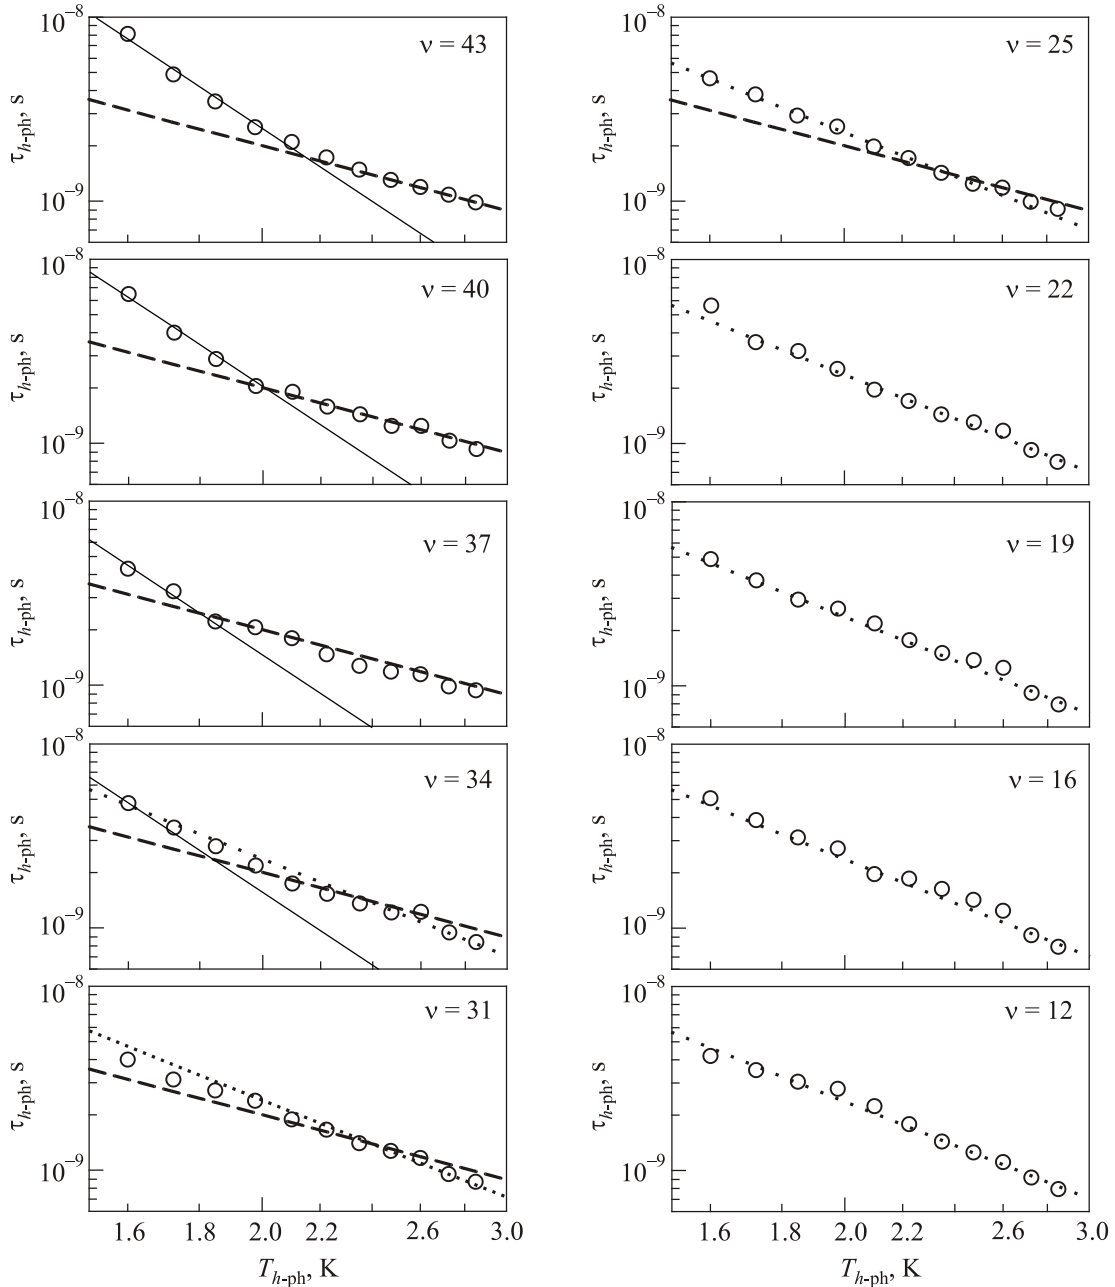 10⁻⁸
ν = 43
τh-ph, s
10⁻⁹
10⁻⁸
ν = 40
τh-ph, s
10⁻⁹
10⁻⁸
ν = 37
τh-ph, s
10⁻⁹
10⁻⁸
ν = 34
τh-ph, s
10⁻⁹
10⁻⁸
ν = 31
τh-ph, s
10⁻⁹
1.6 1.8 2.0 2.2 2.6 3.0
Th-ph, K
10⁻⁸
ν = 25
τh-ph, s
10⁻⁹
10⁻⁸
ν = 22
τh-ph, s
10⁻⁹
10⁻⁸
ν = 19
τh-ph, s
10⁻⁹
10⁻⁸
ν = 16
τh-ph, s
10⁻⁹
10⁻⁸
ν = 12
τh-ph, s
10⁻⁹
1.6 1.8 2.0 2.2 2.6 3.0
Th-ph, K